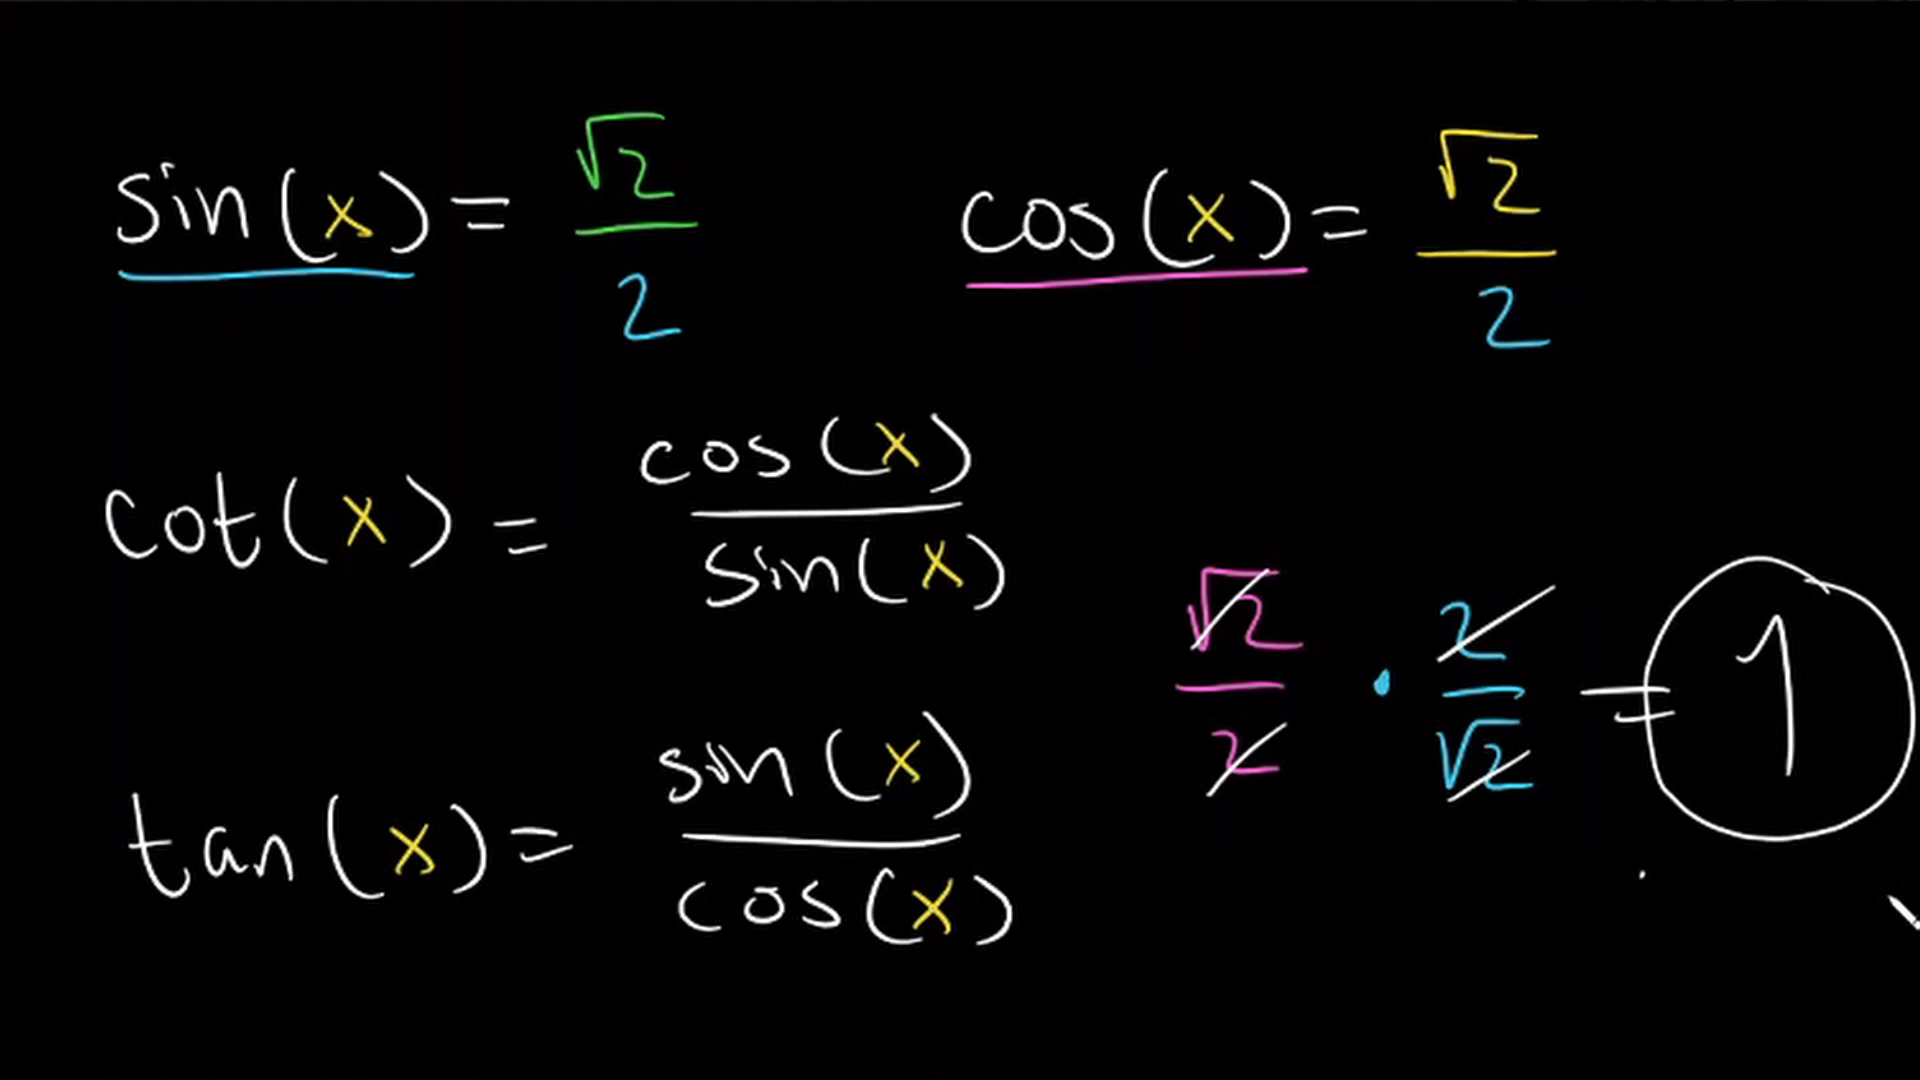 sin(x) = √2/2
cos(x) = √2/2
cot(x) = cos(x)/sin(x)
tan(x) = sin(x)/cos(x)
√2/2 · 2/√2 = 1